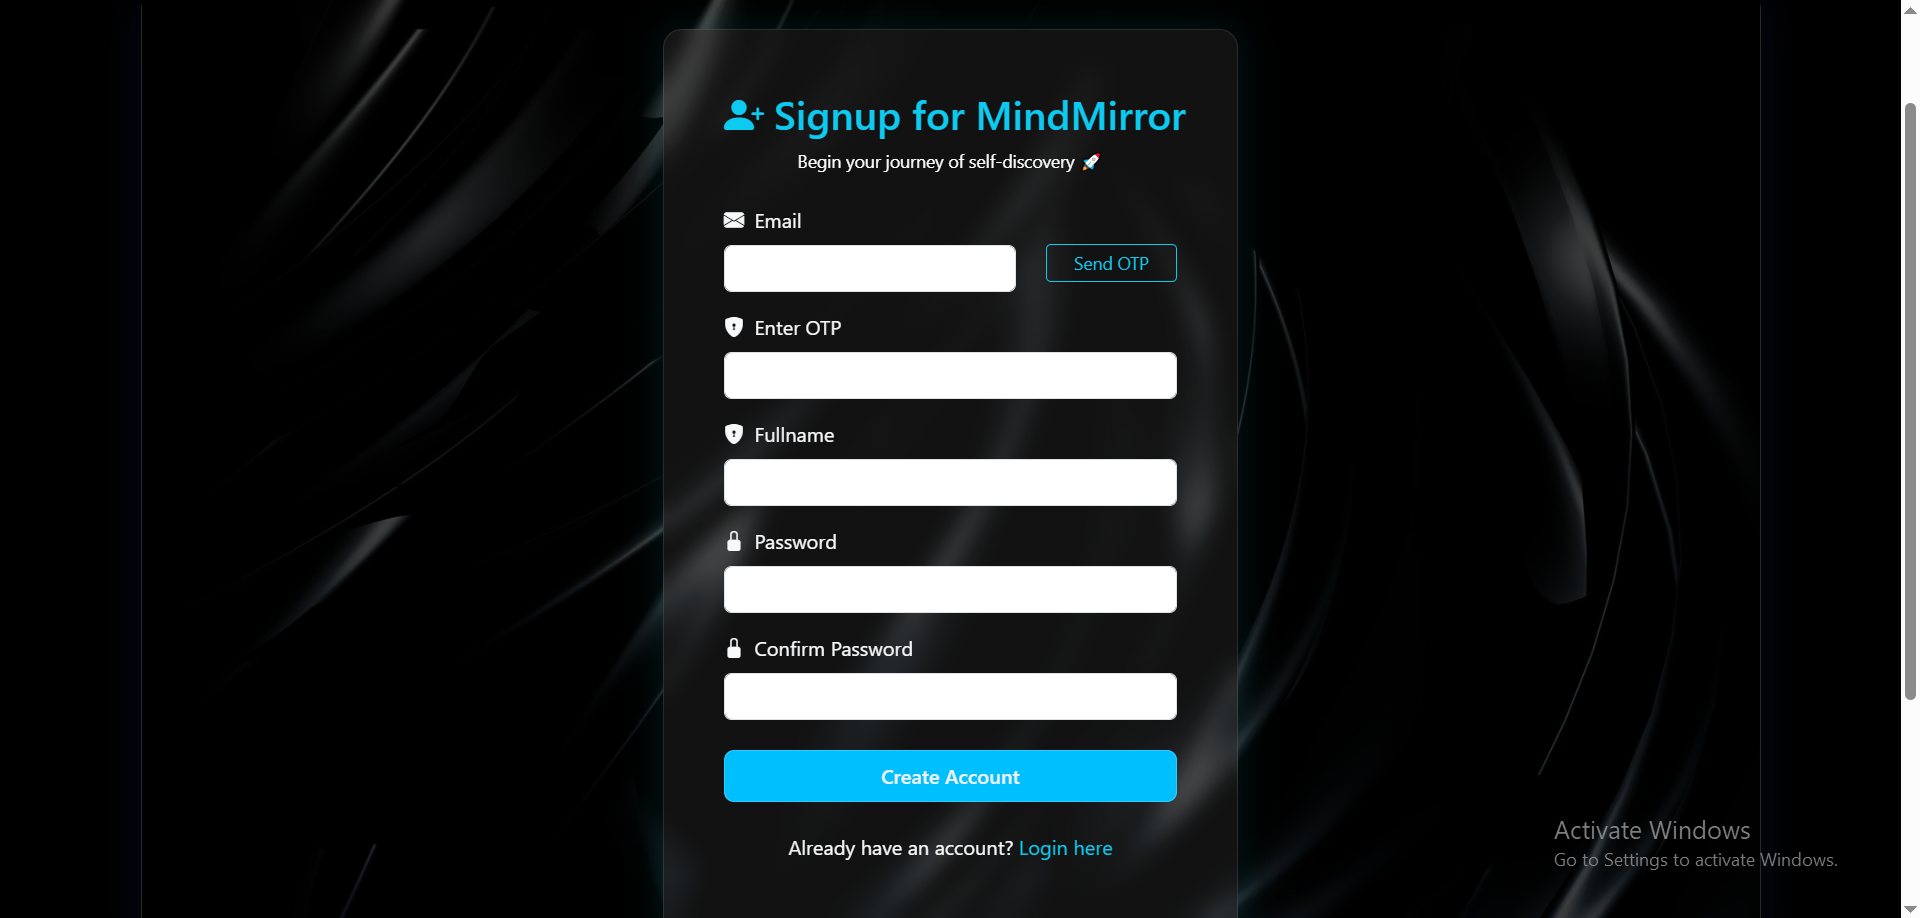 Signup for MindMirror
Begin your journey of self-discovery 🚀
Email
Send OTP
Enter OTP
Fullname
Password
Confirm Password
Create Account
Already have an account? Login here
Activate Windows
Go to Settings to activate Windows.